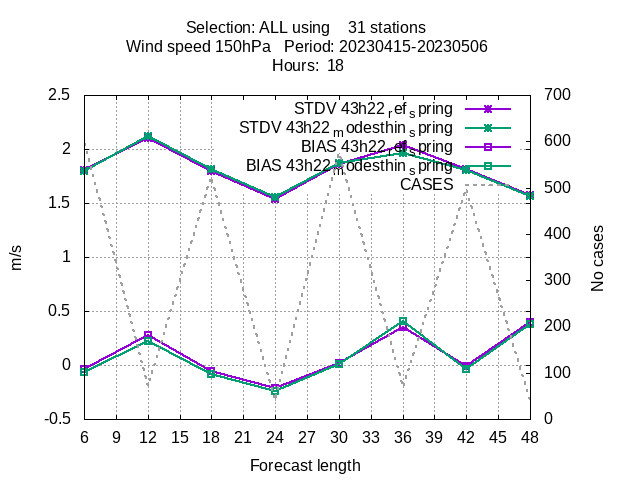 Selection: ALL using 31 stations
Wind speed 150hPa Period: 20230415-20230506
Hours: 18
STDV 43h22 ref spring
STDV 43h22 modesthin spring
BIAS 43h22 ref spring
BIAS 43h22 modesthin spring
CASES
2.5
2
1.5
1
0.5
0
-0.5
m/s
700
600
500
400
300
200
100
0
No cases
6 9 12 15 18 21 24 27 30 33 36 39 42 45 48
Forecast length